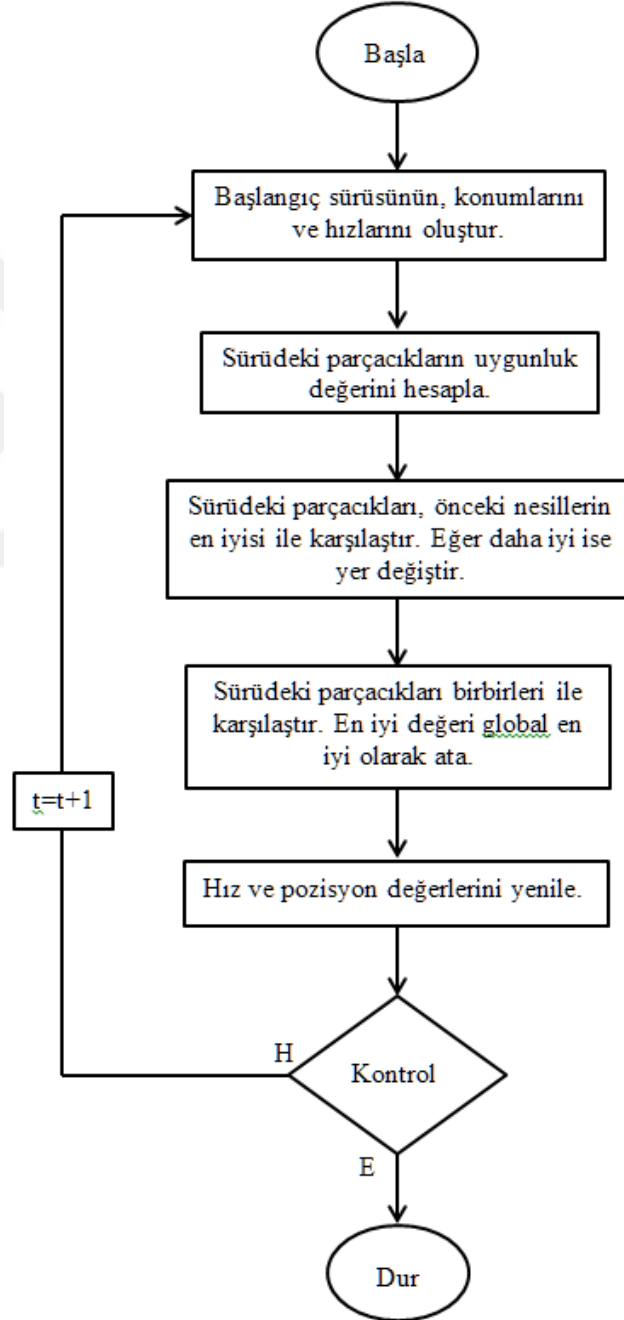 Başla
Başlangıç sürüsünün, konumlarını
ve hızlarını oluştur.
Sürüdeki parçacıkların uygunluk
değerini hesapla.
Sürüdeki parçacıkları, önceki nesillerin
en iyisi ile karşılaştır. Eğer daha iyi ise
yer değiştir.
Sürüdeki parçacıkları birbirleri ile
karşılaştır. En iyi değeri global en
iyi olarak ata.
t=t+1
Hız ve pozisyon değerlerini yenile.
H
Kontrol
E
Dur